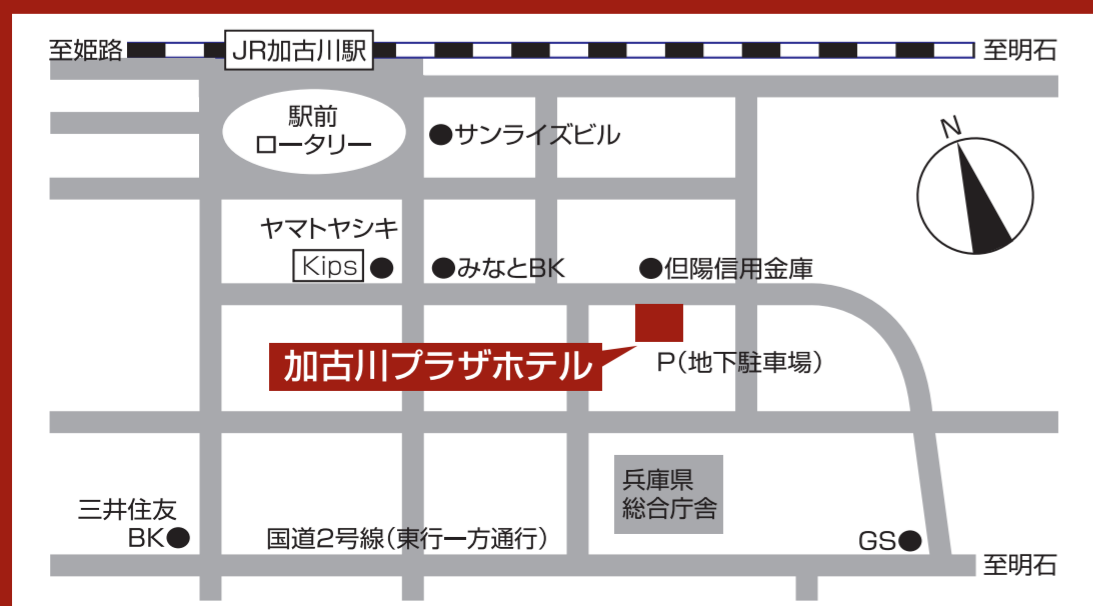 至姫路
JR加古川駅
至明石
駅前
ロータリー
●サンライズビル
N
ヤマトヤシキ
Kips●
●みなとBK
●但陽信用金庫
加古川プラザホテル
P(地下駐車場)
兵庫県
総合庁舎
三井住友
BK●
国道2号線(東行一方通行)
GS●
至明石